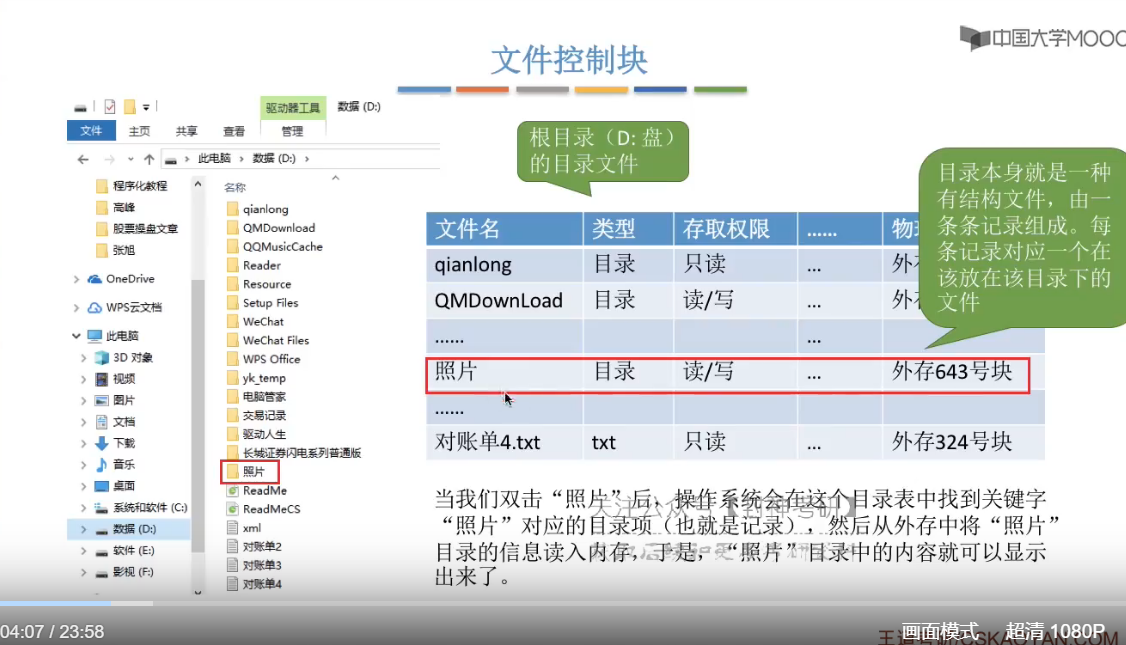 中国大学MOOC
文件控制块
驱动器工具 数据 (D:)
文件 主页 共享 查看 管理
此电脑 数据 (D:)
程序化教程
高峰
股票操盘文章
张旭
OneDrive
WPS云文档
此电脑
3D 对象
视频
图片
文档
下载
音乐
桌面
系统和软件 (C:)
数据 (D:)
软件 (E:)
影视 (F:)
名称
qianlong
QMDownload
QQMusicCache
Reader
Resource
Setup Files
WeChat
WeChat Files
WPS Office
yk_temp
电脑管家
交易记录
驱动人生
长城证券闪电系列普通版
照片
ReadMe
ReadMeCS
xml
对账单2
对账单3
对账单4
根目录（D: 盘）
的目录文件
目录本身就是一种
有结构文件，由一
条条记录组成。每
条记录对应一个在
该放在该目录下的
文件
文件名 类型 存取权限 …… 物
qianlong 目录 只读 ... 外
QMDownLoad 目录 读/写 ... 外
…… ...
照片 目录 读/写 ... 外存643号块
……
对账单4.txt txt 只读 ... 外存324号块
当我们双击“照片”后，操作系统会在这个目录表中找到关键字
“照片”对应的目录项（也就是记录），然后从外存中将“照片”
目录的信息读入内存，于是，“照片”目录中的内容就可以显示
出来了。
04:07 / 23:58
画面模式 超清 1080P